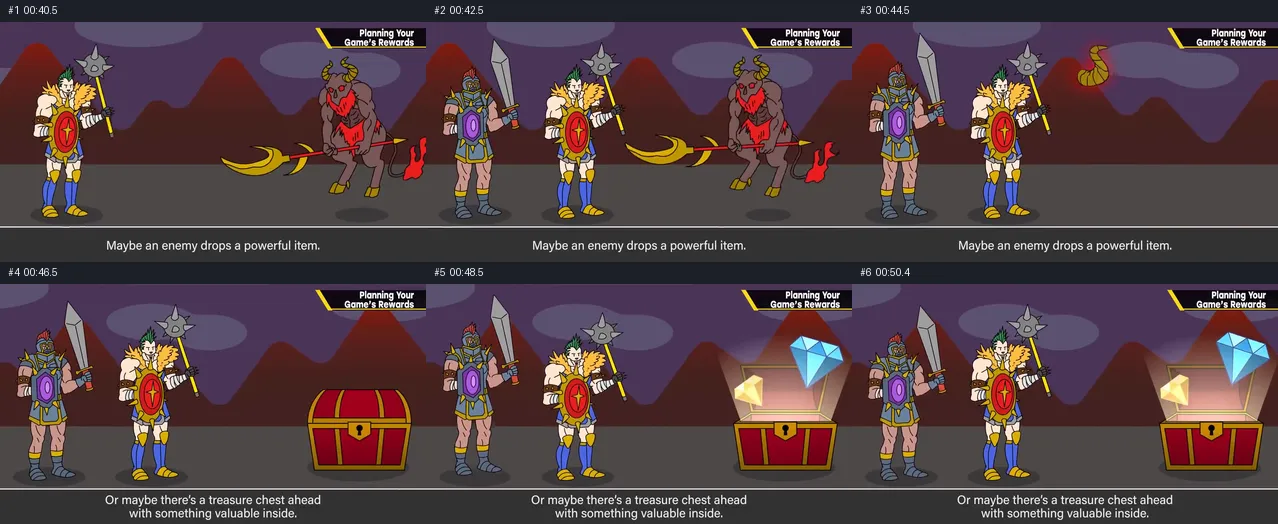 #1 00:40.5
Planning Your
Game's Rewards
Maybe an enemy drops a powerful item.
#2 00:42.5
Planning Your
Game's Rewards
Maybe an enemy drops a powerful item.
#3 00:44.5
Planning Your
Game's Rewards
Maybe an enemy drops a powerful item.
#4 00:46.5
Planning Your
Game's Rewards
Or maybe there's a treasure chest ahead
with something valuable inside.
#5 00:48.5
Planning Your
Game's Rewards
Or maybe there's a treasure chest ahead
with something valuable inside.
#6 00:50.4
Planning Your
Game's Rewards
Or maybe there's a treasure chest ahead
with something valuable inside.